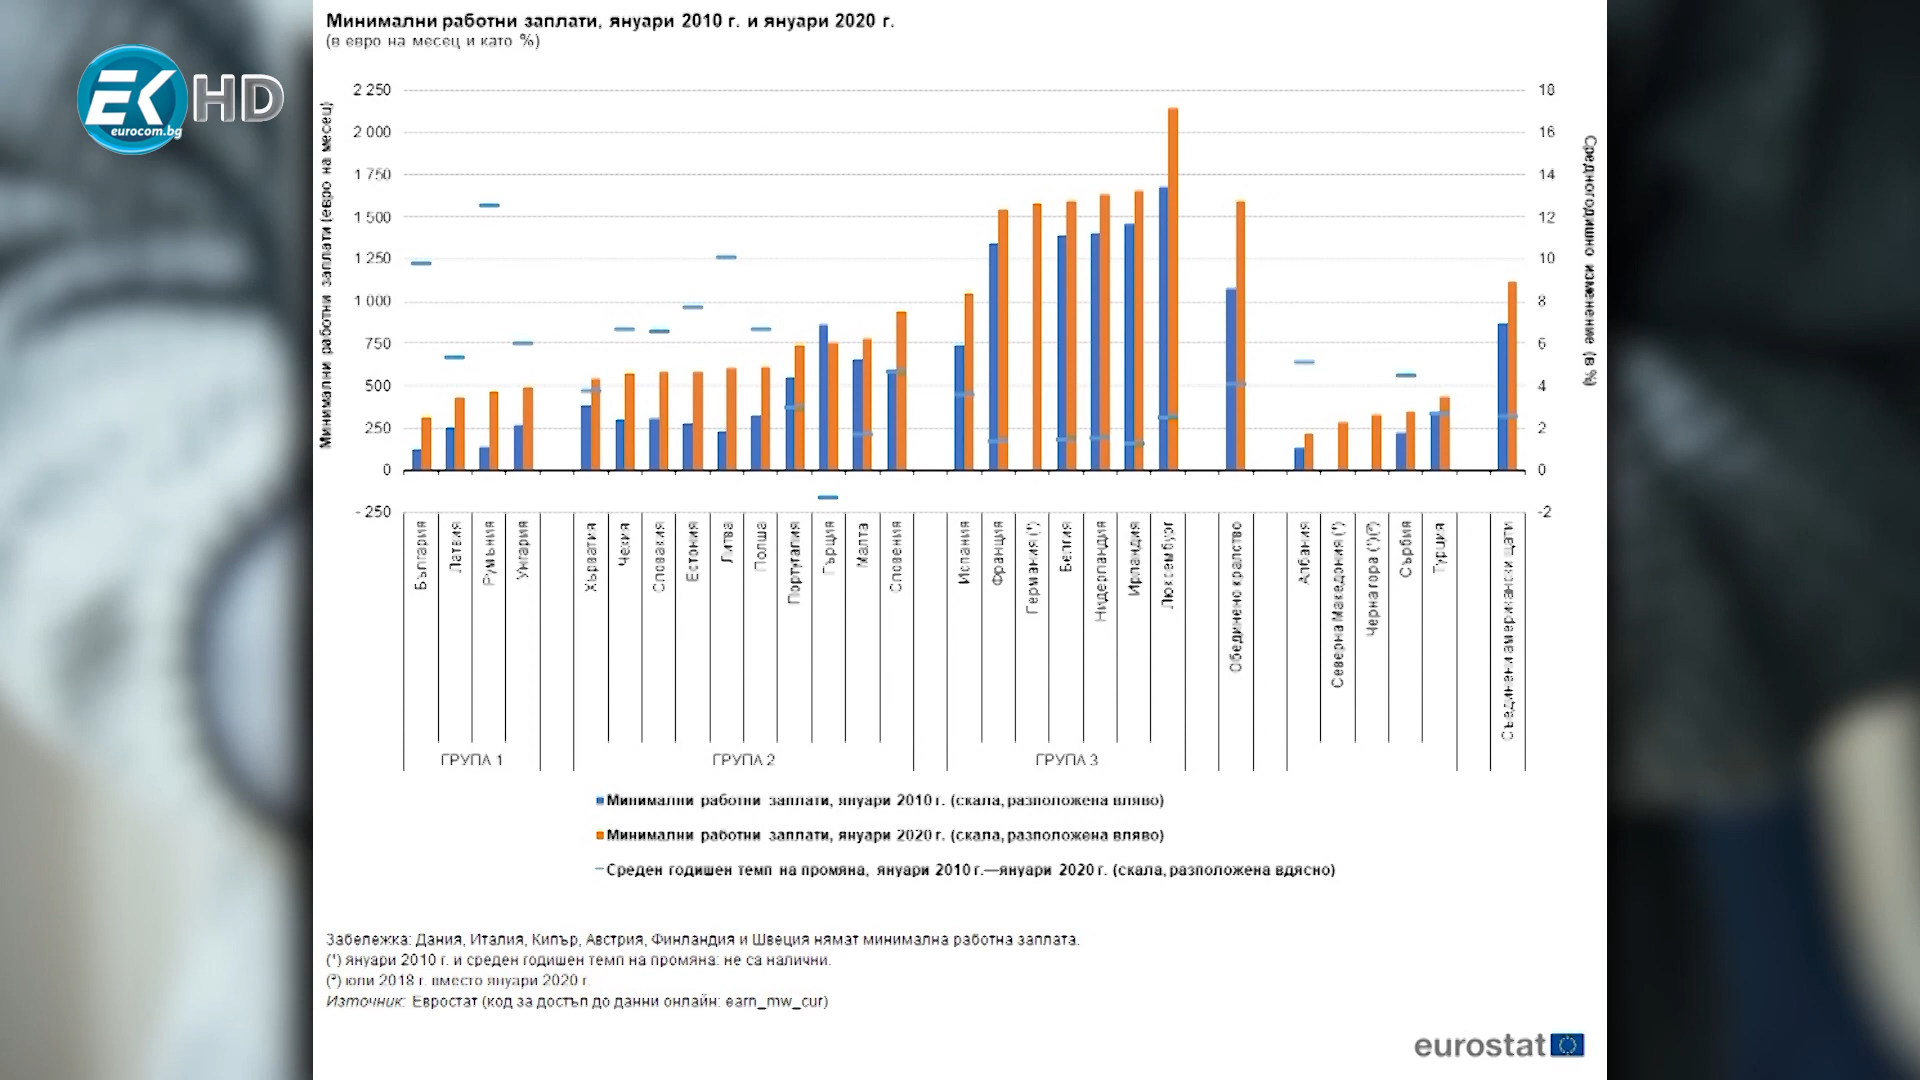 Минимални работни заплати, януари 2010 г. и януари 2020 г.
(в евро на месец и като %)
EK HD
eurocom.bg
Минимални работни заплати (евро на месец)
2 250
2 000
1 750
1 500
1 250
1 000
750
500
250
0
- 250
18
16
14
12
10
8
6
4
2
0
-2
Средногодишно изменение (в %)
България
Латвия
Румъния
Унгария
Хърватия
Чехия
Словакия
Естония
Литва
Полша
Португалия
Гърция
Малта
Словения
Испания
Франция
Германия (¹)
Белгия
Нидерландия
Ирландия
Люксембург
Обединено кралство
Албания
Северна Македония (¹)
Черна гора (¹)(²)
Сърбия
Турция
Съединени американски щати
ГРУПА 1
ГРУПА 2
ГРУПА 3
Минимални работни заплати, януари 2010 г. (скала, разположена вляво)
Минимални работни заплати, януари 2020 г. (скала, разположена вляво)
Среден годишен темп на промяна, януари 2010 г.—януари 2020 г. (скала, разположена вдясно)
Забележка: Дания, Италия, Кипър, Австрия, Финландия и Швеция нямат минимална работна заплата.
(¹) януари 2010 г. и среден годишен темп на промяна: не са налични.
(²) юли 2018 г. вместо януари 2020 г.
Източник: Евростат (код за достъп до данни онлайн: earn_mw_cur)
eurostat